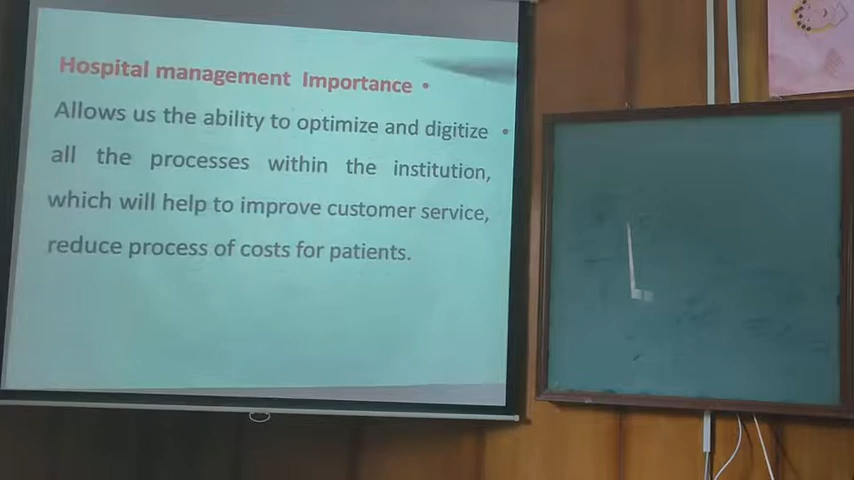 Hospital management Importance •
Allows us the ability to optimize and digitize •
all the processes within the institution,
which will help to improve customer service,
reduce process of costs for patients.